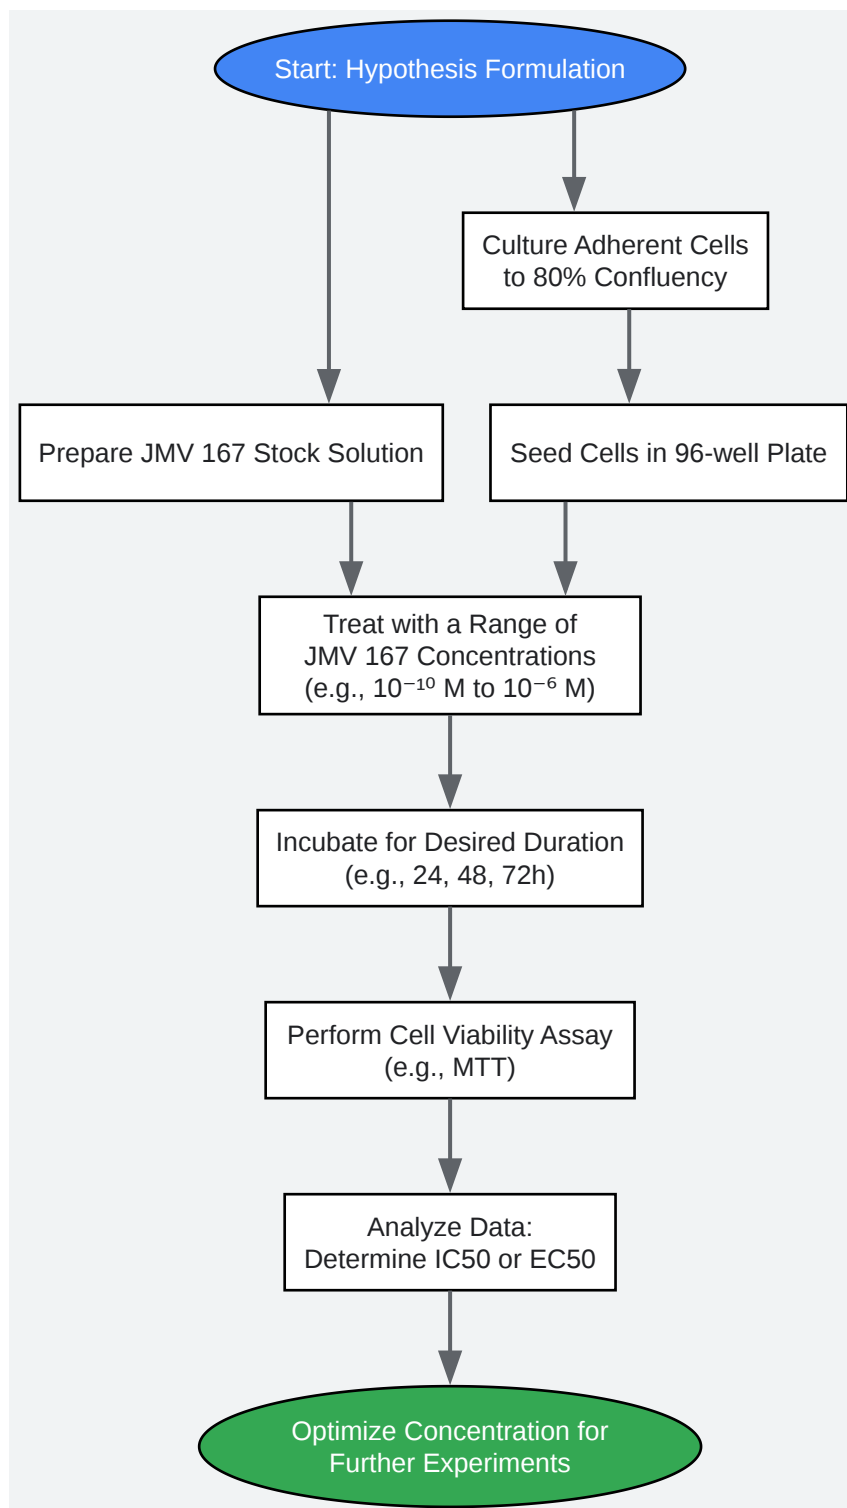 Start: Hypothesis Formulation
Culture Adherent Cells
to 80% Confluency
Prepare JMV 167 Stock Solution
Seed Cells in 96-well Plate
Treat with a Range of
JMV 167 Concentrations
(e.g., 10⁻¹⁰ M to 10⁻⁶ M)
Incubate for Desired Duration
(e.g., 24, 48, 72h)
Perform Cell Viability Assay
(e.g., MTT)
Analyze Data:
Determine IC50 or EC50
Optimize Concentration for
Further Experiments